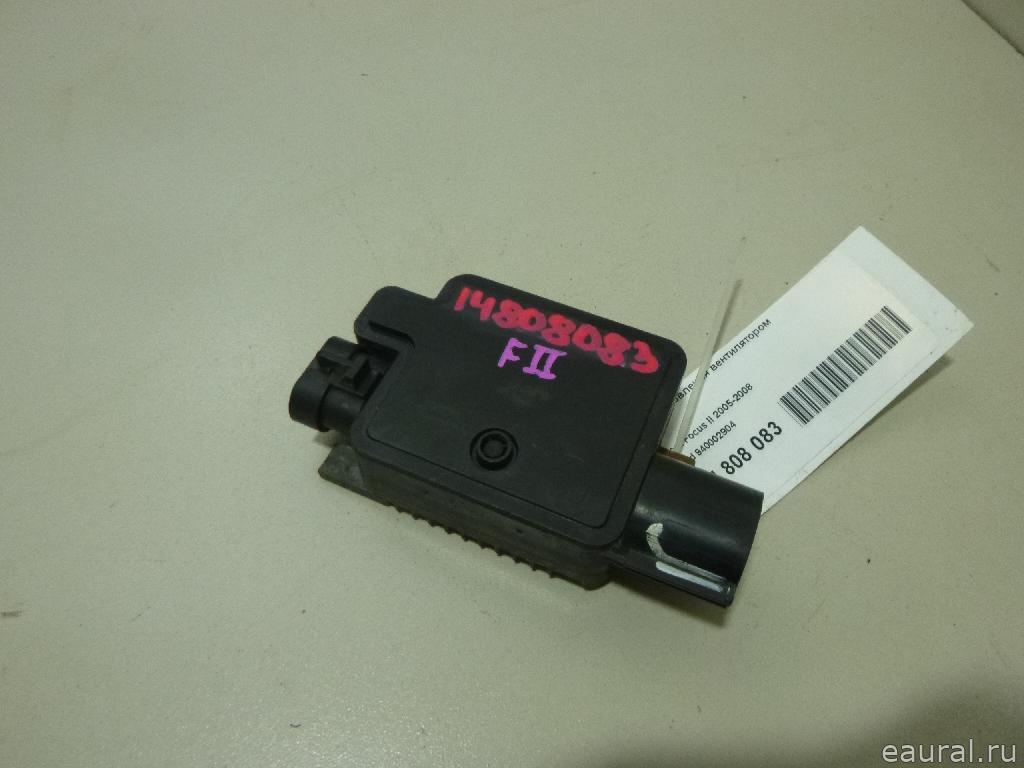 14808083
FII
вентилятором
Focus II 2005-2008
940002904
808 083
eaural.ru